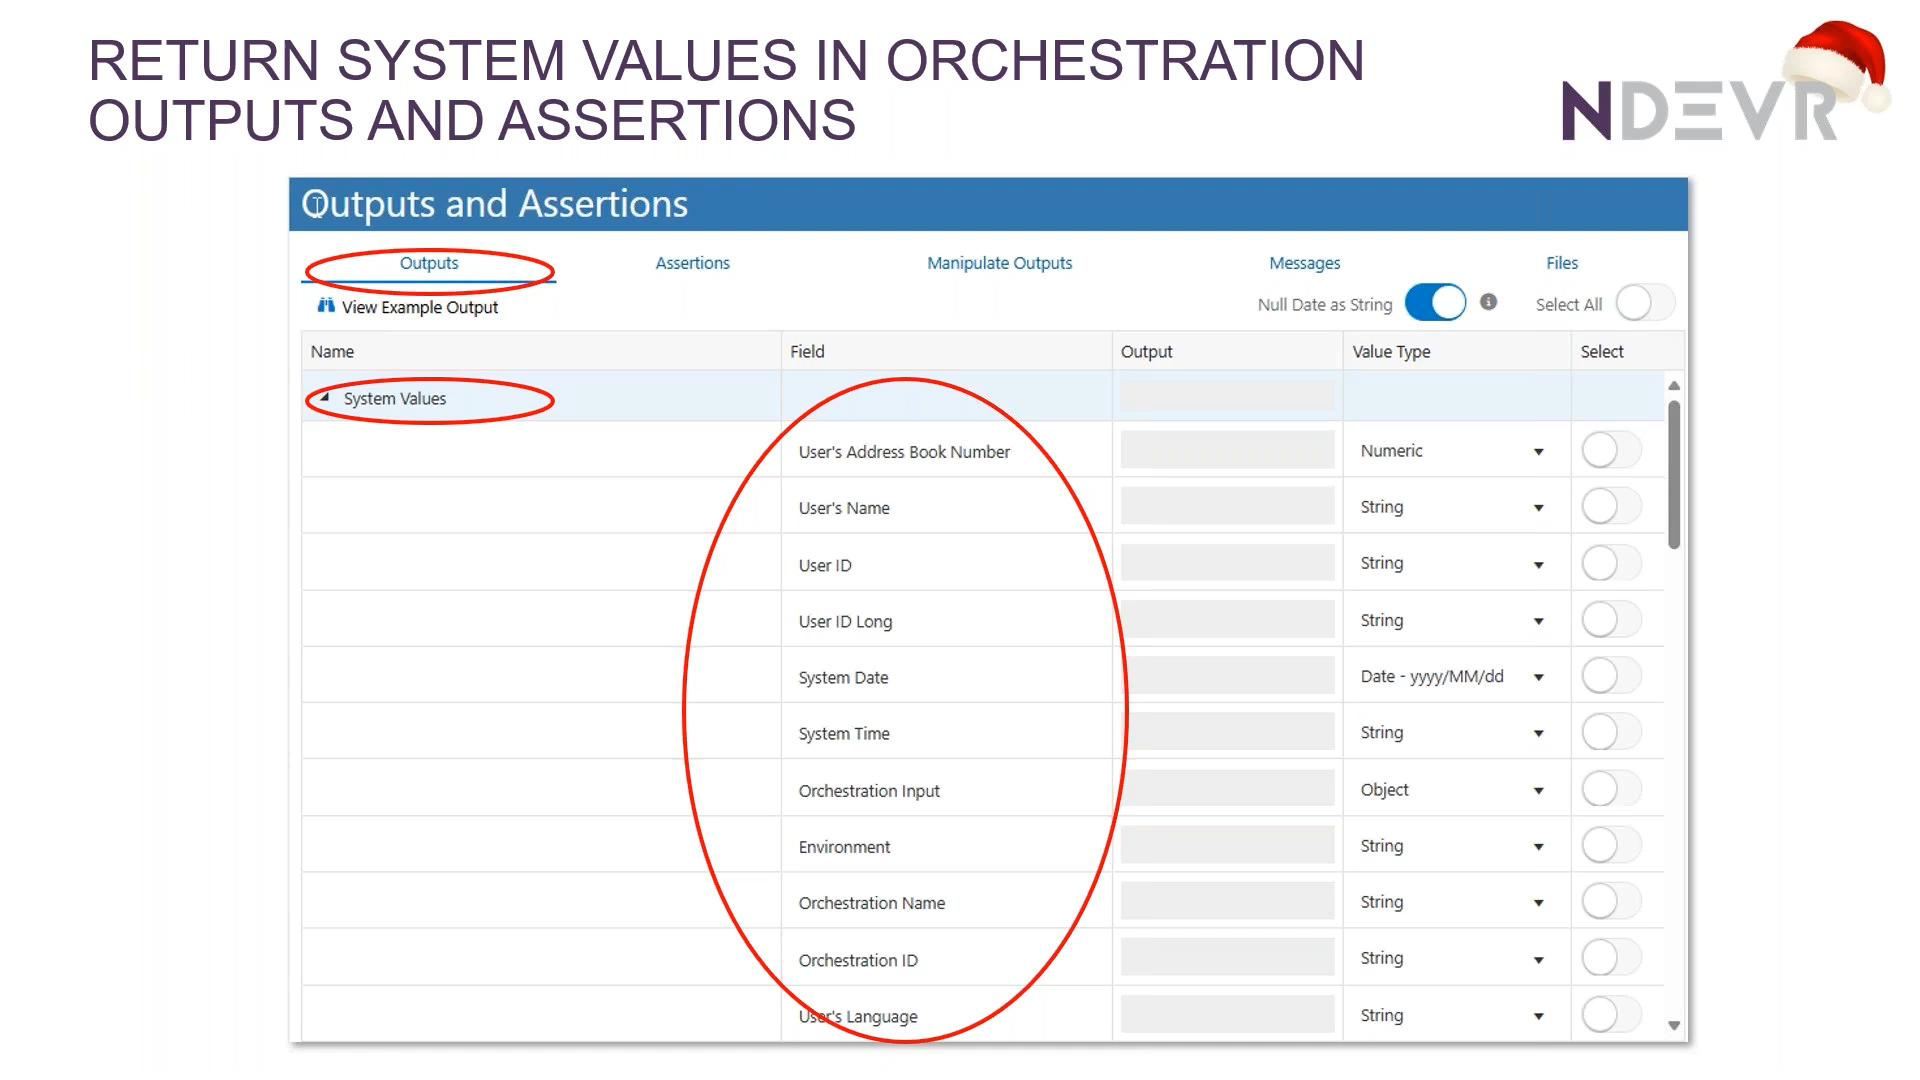 RETURN SYSTEM VALUES IN ORCHESTRATION
OUTPUTS AND ASSERTIONS
NDEVR
Outputs and Assertions
Outputs Assertions Manipulate Outputs Messages Files
View Example Output Null Date as String Select All
Name Field Output Value Type Select
System Values
User's Address Book Number Numeric
User's Name String
User ID String
User ID Long String
System Date Date - yyyy/MM/dd
System Time String
Orchestration Input Object
Environment String
Orchestration Name String
Orchestration ID String
User's Language String